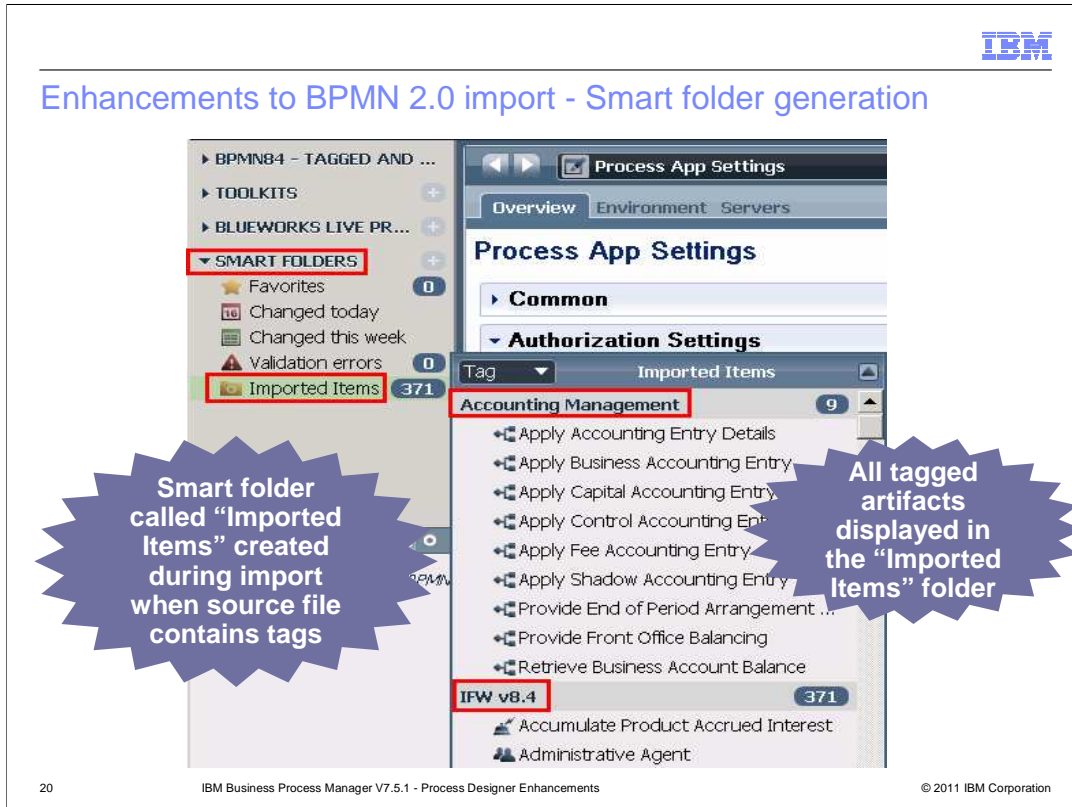 IBM
Enhancements to BPMN 2.0 import - Smart folder generation
BPMN84 - TAGGED AND ...
TOOLKITS
BLUEWORKS LIVE PR...
SMART FOLDERS
Favorites 0
16 Changed today
Changed this week
Validation errors 0
Imported Items 371
Process App Settings
Overview Environment Servers
Process App Settings
Common
Authorization Settings
Tag Imported Items
Accounting Management 9
Apply Accounting Entry Details
Apply Business Accounting Entry
Apply Capital Accounting Entry
Apply Control Accounting Ent
Apply Fee Accounting Entry
Apply Shadow Accounting Entry
Provide End of Period Arrangement ...
Provide Front Office Balancing
Retrieve Business Account Balance
IFW v8.4 371
Accumulate Product Accrued Interest
Administrative Agent
Smart folder
called “Imported
Items” created
during import
when source file
contains tags
BPMN
All tagged
artifacts
displayed in
the “Imported
Items” folder
20 IBM Business Process Manager V7.5.1 - Process Designer Enhancements © 2011 IBM Corporation